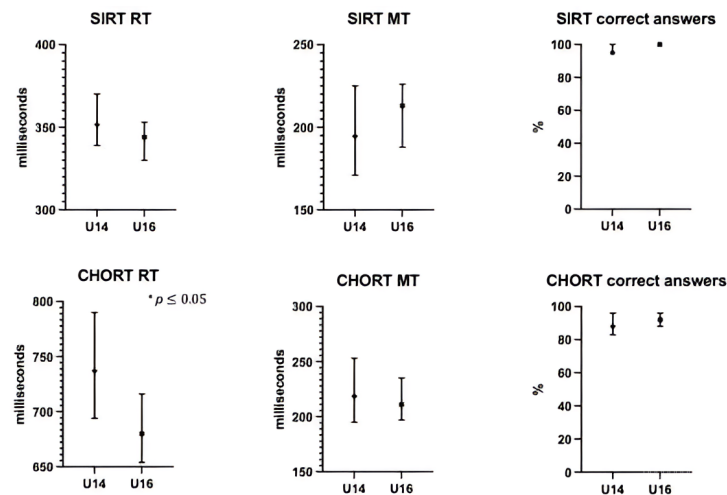 SIRT RT
400
350
300
milliseconds
U14 U16
SIRT MT
250
200
150
milliseconds
U14 U16
SIRT correct answers
100
80
60
40
20
0
%
U14 U16
CHORT RT
* p ≤ 0.05
800
750
700
650
milliseconds
U14 U16
CHORT MT
300
250
200
150
milliseconds
U14 U16
CHORT correct answers
100
80
60
40
20
0
%
U14 U16